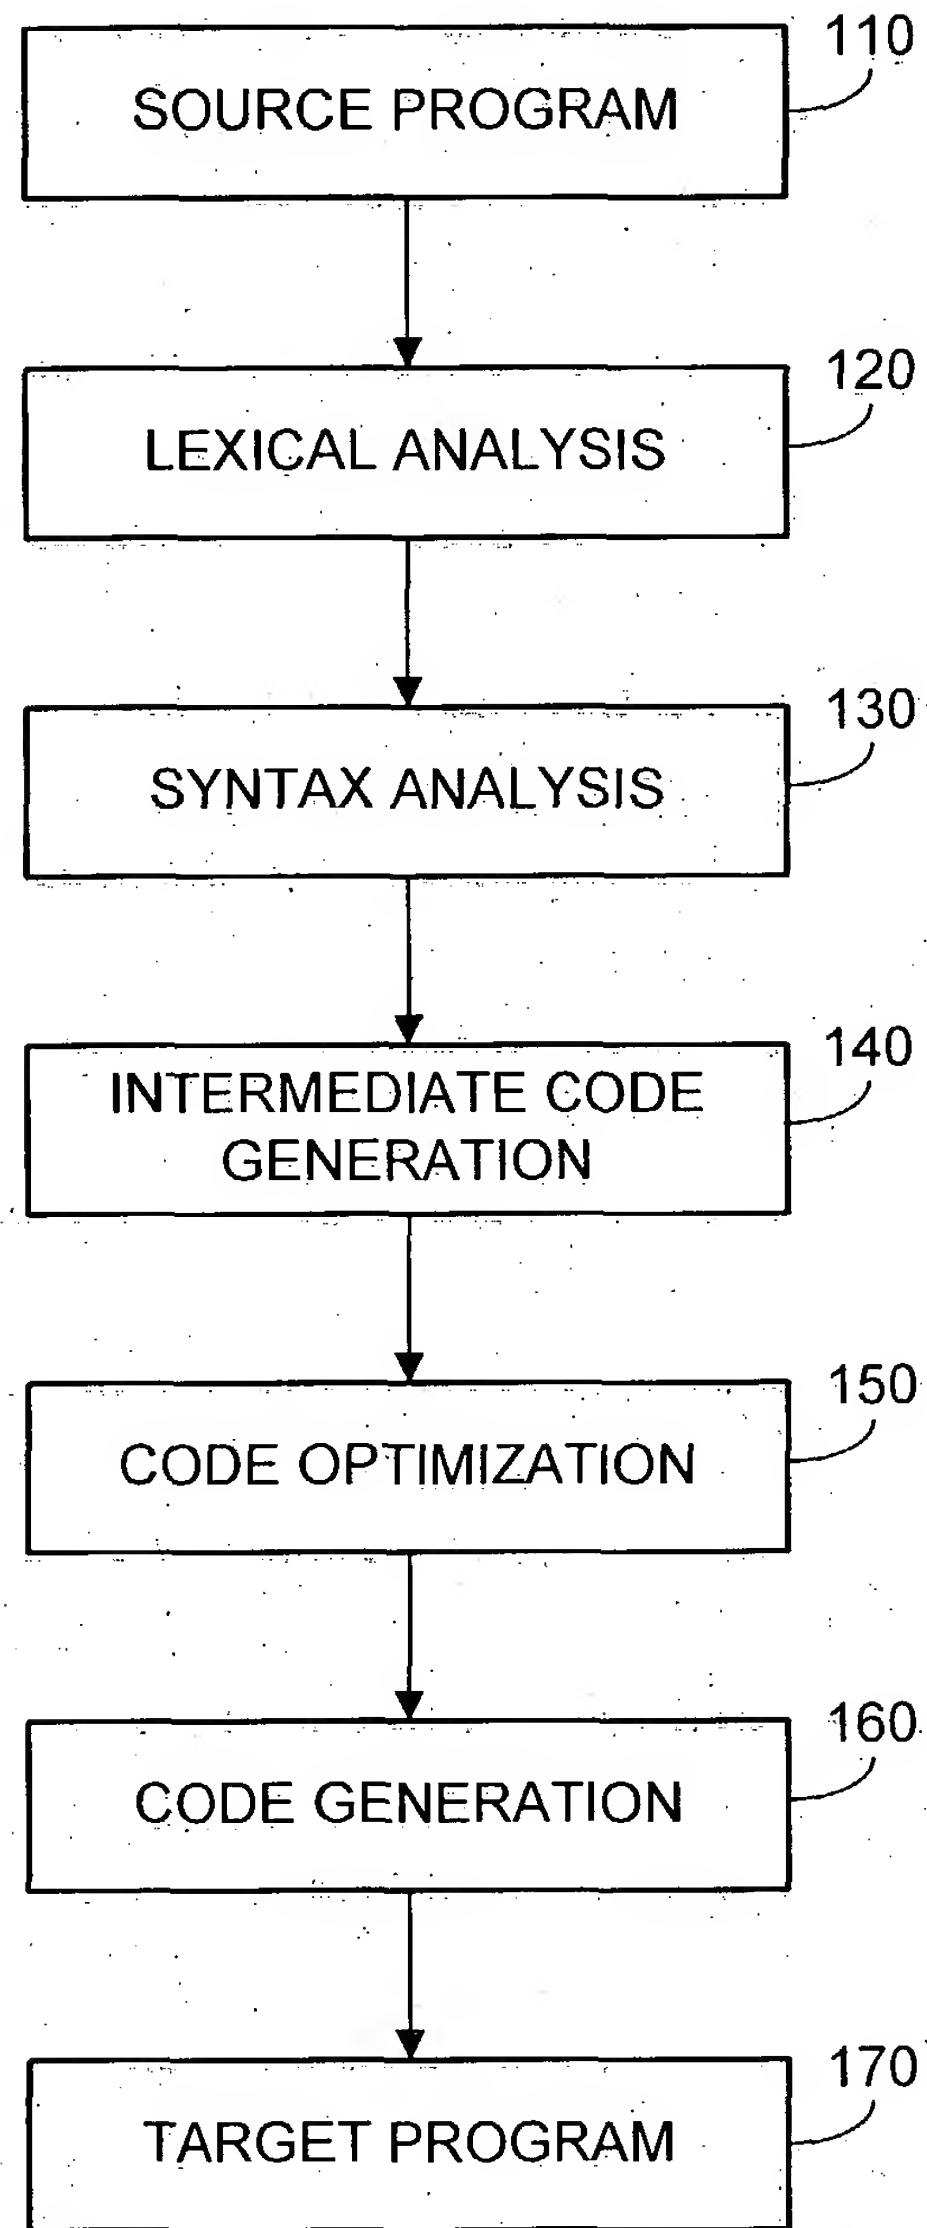 110
SOURCE PROGRAM
120
LEXICAL ANALYSIS
130
SYNTAX ANALYSIS
140
INTERMEDIATE CODE
GENERATION
150
CODE OPTIMIZATION
160
CODE GENERATION
170
TARGET PROGRAM